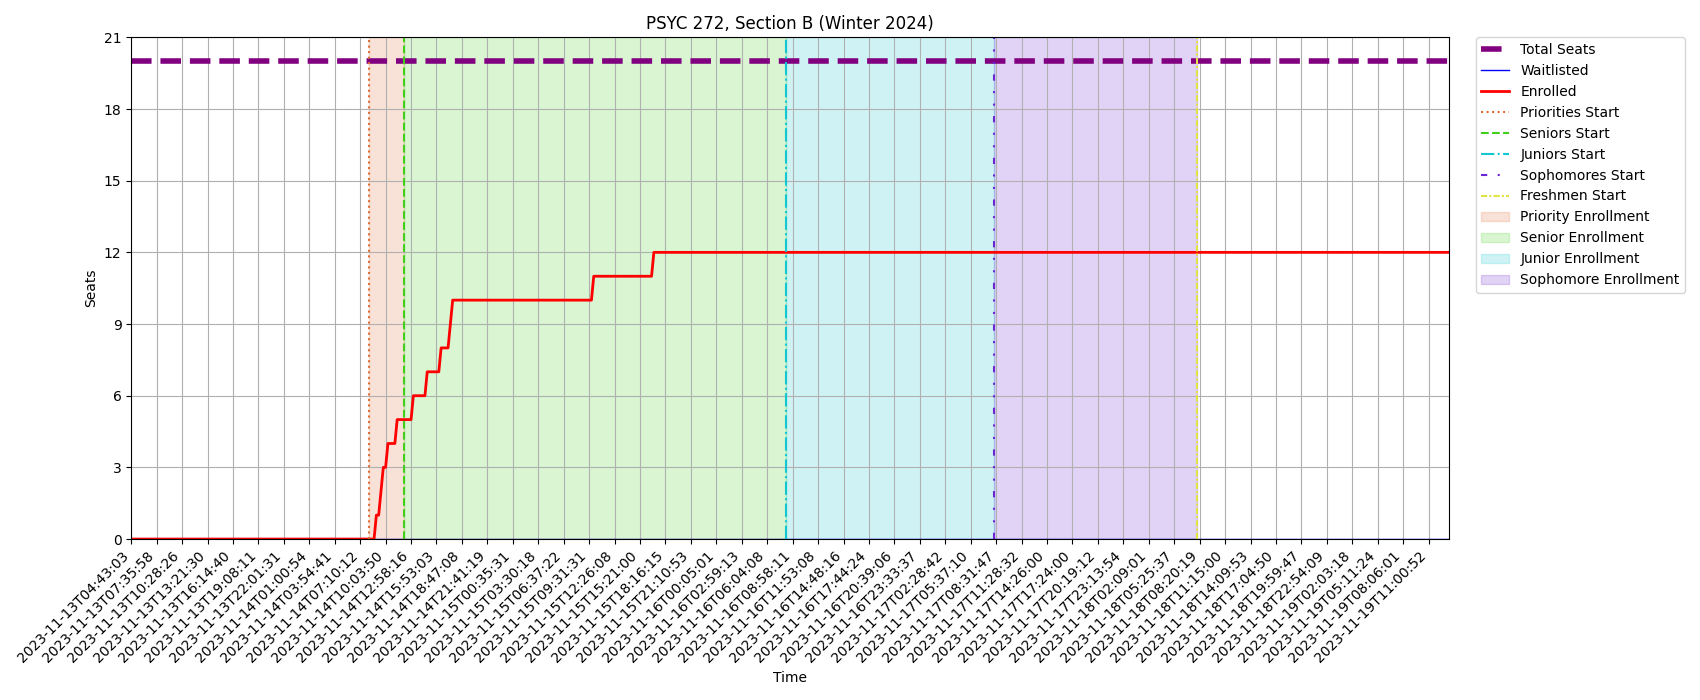 PSYC 272, Section B (Winter 2024)
21
18
15
12
9
6
3
0
Seats
2023-11-13T04:43:03
2023-11-13T07:35:58
2023-11-13T10:28:26
2023-11-13T13:21:30
2023-11-13T16:14:40
2023-11-13T19:08:11
2023-11-13T22:01:31
2023-11-14T01:00:54
2023-11-14T03:54:41
2023-11-14T07:10:12
2023-11-14T10:03:50
2023-11-14T12:58:16
2023-11-14T15:53:03
2023-11-14T18:47:08
2023-11-14T21:41:19
2023-11-15T00:35:31
2023-11-15T03:30:18
2023-11-15T06:37:22
2023-11-15T09:31:31
2023-11-15T12:26:08
2023-11-15T15:21:00
2023-11-15T18:16:15
2023-11-15T21:10:53
2023-11-16T00:05:01
2023-11-16T02:59:13
2023-11-16T06:04:08
2023-11-16T08:58:11
2023-11-16T11:53:08
2023-11-16T14:48:16
2023-11-16T17:44:24
2023-11-16T20:39:06
2023-11-16T23:33:37
2023-11-17T02:28:42
2023-11-17T05:37:10
2023-11-17T08:31:47
2023-11-17T11:28:32
2023-11-17T14:26:00
2023-11-17T17:24:00
2023-11-17T20:19:12
2023-11-17T23:13:54
2023-11-18T02:09:01
2023-11-18T05:25:37
2023-11-18T08:20:19
2023-11-18T11:15:00
2023-11-18T14:09:53
2023-11-18T17:04:50
2023-11-18T19:59:47
2023-11-18T22:54:09
2023-11-19T02:03:18
2023-11-19T05:11:24
2023-11-19T08:06:01
2023-11-19T11:00:52
Time
Total Seats
Waitlisted
Enrolled
Priorities Start
Seniors Start
Juniors Start
Sophomores Start
Freshmen Start
Priority Enrollment
Senior Enrollment
Junior Enrollment
Sophomore Enrollment